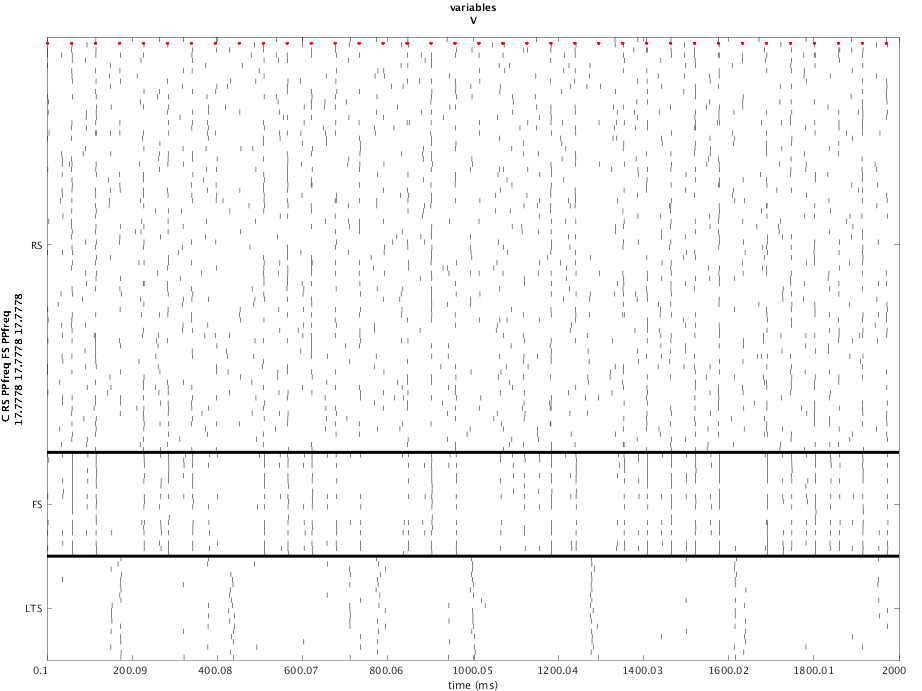 variables
V
C RS PPfreq FS PPfreq
17.7778 17.7778 17.7778
RS
FS
LTS
0.1 200.09 400.08 600.07 800.06 1000.05 1200.04 1400.03 1600.02 1800.01 2000
time (ms)